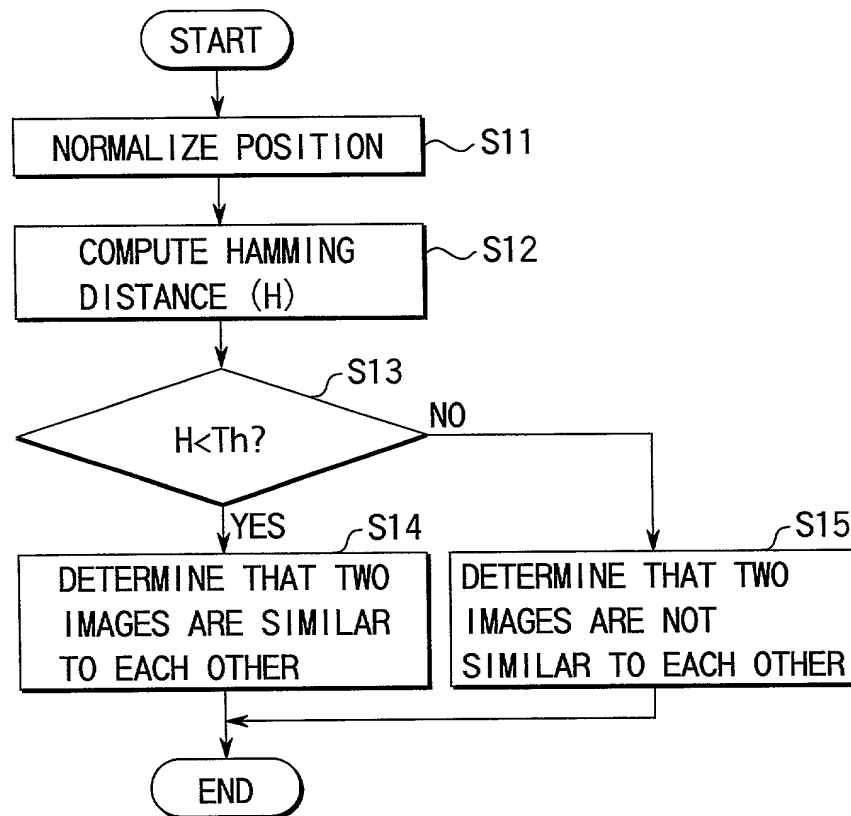 START
NORMALIZE POSITION
S11
COMPUTE HAMMING
DISTANCE (H)
S12
S13
H<Th?
NO
YES
S14
DETERMINE THAT TWO
IMAGES ARE SIMILAR
TO EACH OTHER
S15
DETERMINE THAT TWO
IMAGES ARE NOT
SIMILAR TO EACH OTHER
END